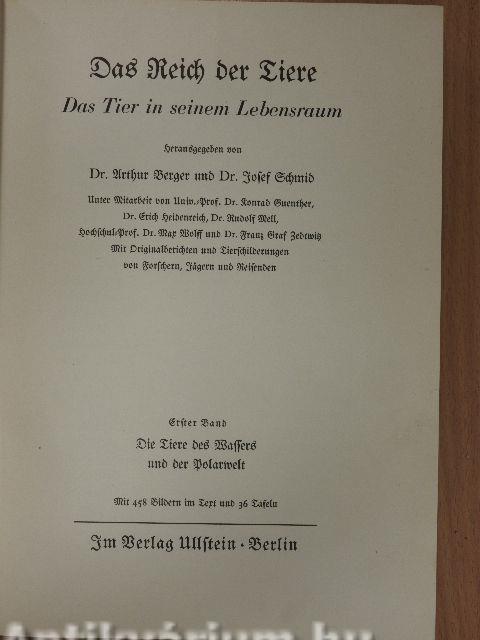 Das Reich der Tiere
Das Tier in seinem Lebensraum
Herausgegeben von
Dr. Arthur Berger und Dr. Josef Schmid
Unter Mitarbeit von Univ.-Prof. Dr. Konrad Guenther,
Dr. Erich Heidenreich, Dr. Rudolf Mell,
Hochschul-Prof. Dr. Max Wolff und Dr. Franz Graf Zedtwitz
Mit Originalberichten und Tierschilderungen
von Forschern, Jägern und Reisenden
Erster Band
Die Tiere des Wassers
und der Polarwelt
Mit 458 Bildern im Text und 36 Tafeln
Im Verlag Ullstein · Berlin
Antikvárium.hu